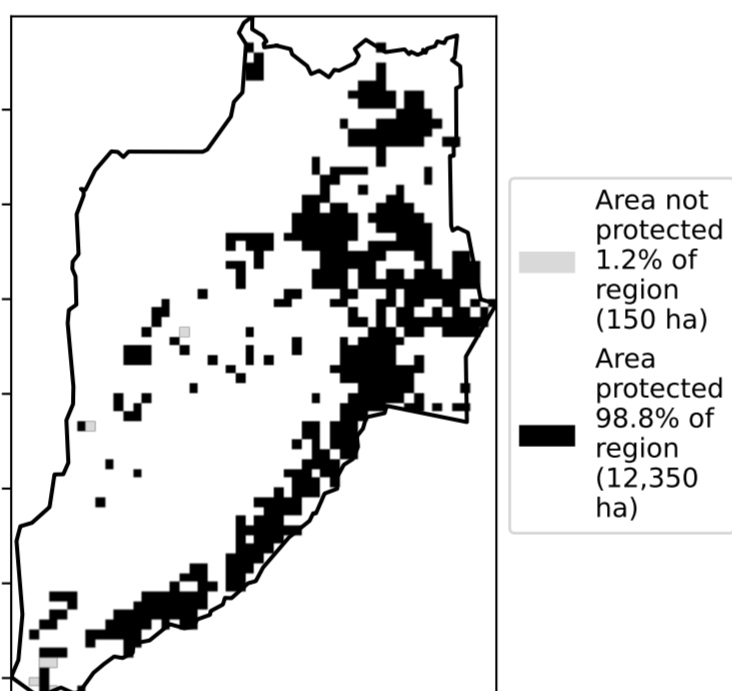 Area not
protected
1.2% of
region
(150 ha)
Area
protected
98.8% of
region
(12,350
ha)